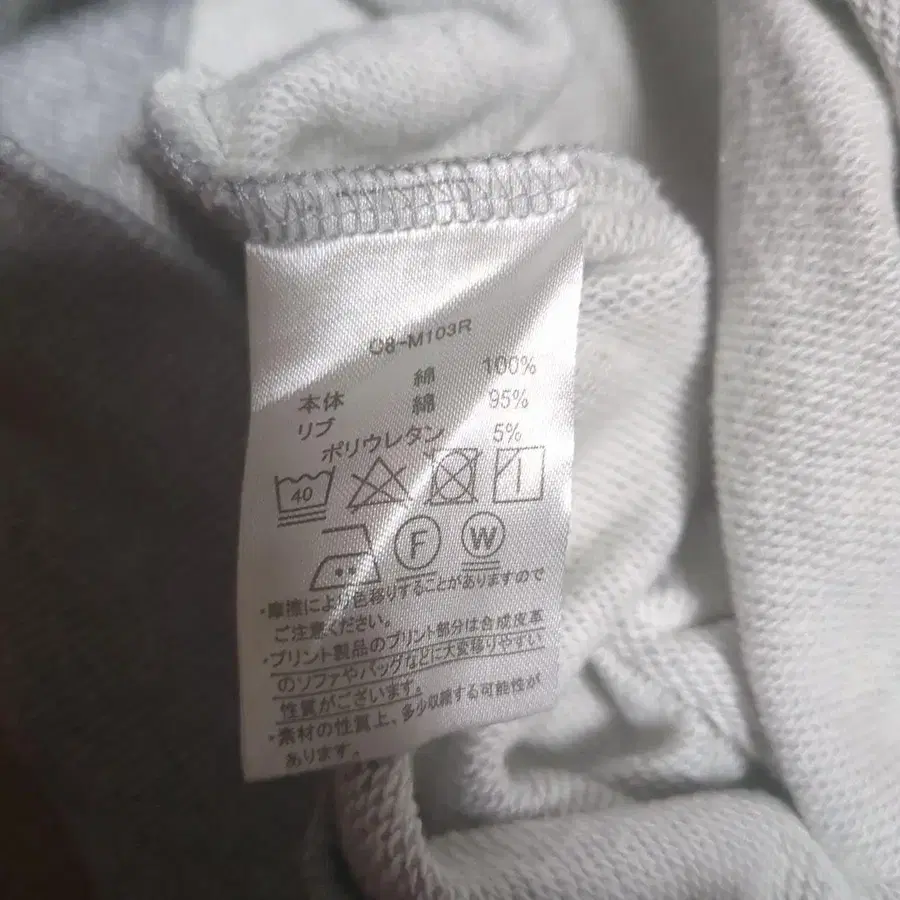 C8-M103R
本体 綿 100%
リブ 綿 95%
ポリウレタン 5%
40
F W
・摩擦により色移りすることがありますので
ご注意ください。
・プリント製品のプリント部分は合成皮革
のソファやバッグなどに大変移りやすい
性質がございます。
・素材の性質上、多少収縮する可能性が
あります。